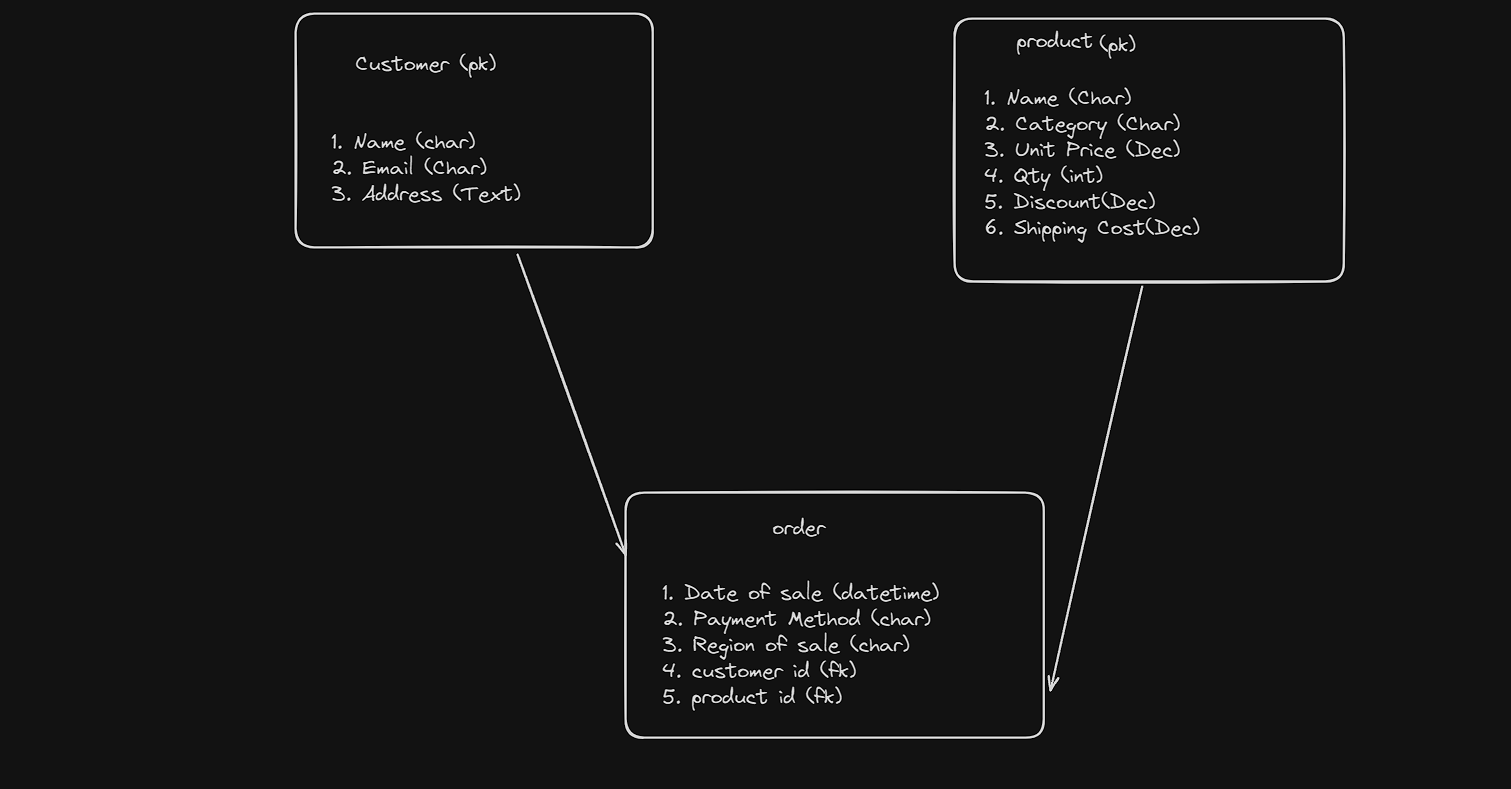 Customer (pk)
1. Name (char)
2. Email (Char)
3. Address (Text)
product (pk)
1. Name (Char)
2. Category (Char)
3. Unit Price (Dec)
4. Qty (int)
5. Discount(Dec)
6. Shipping Cost(Dec)
order
1. Date of sale (datetime)
2. Payment Method (char)
3. Region of sale (char)
4. customer id (fk)
5. product id (fk)